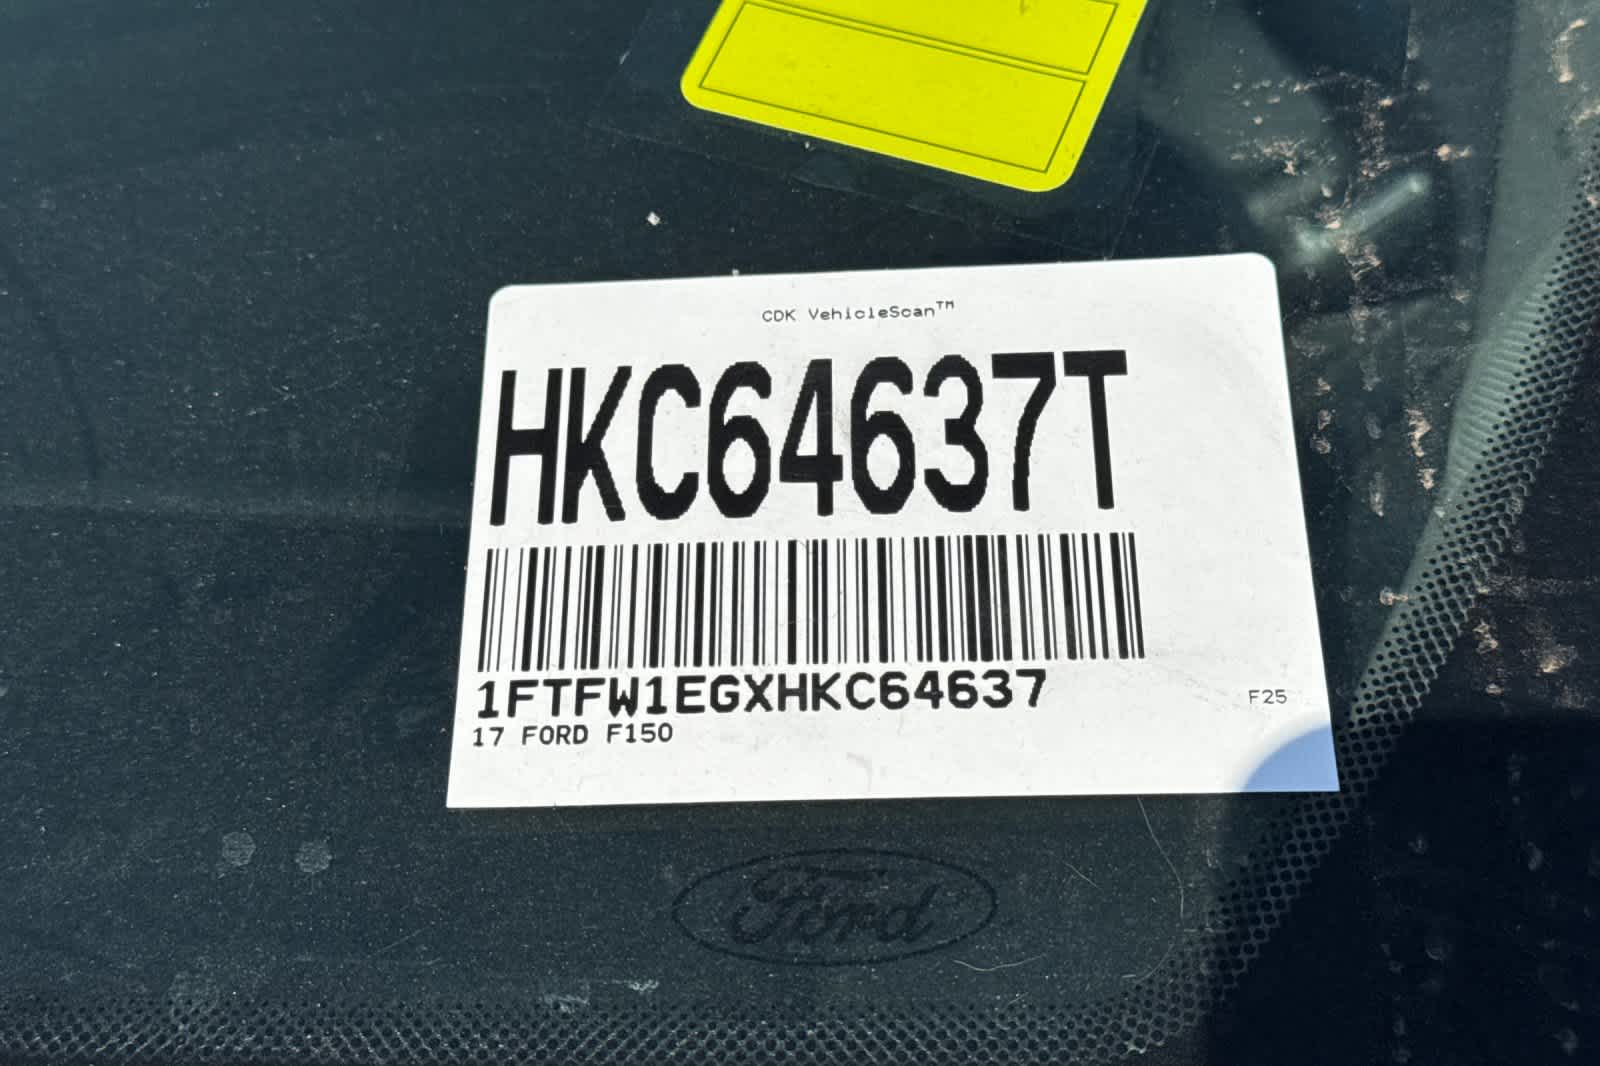 CDK VehicleScan™
HKC64637T
1FTFW1EGXHKC64637
17 FORD F150
F25
Ford